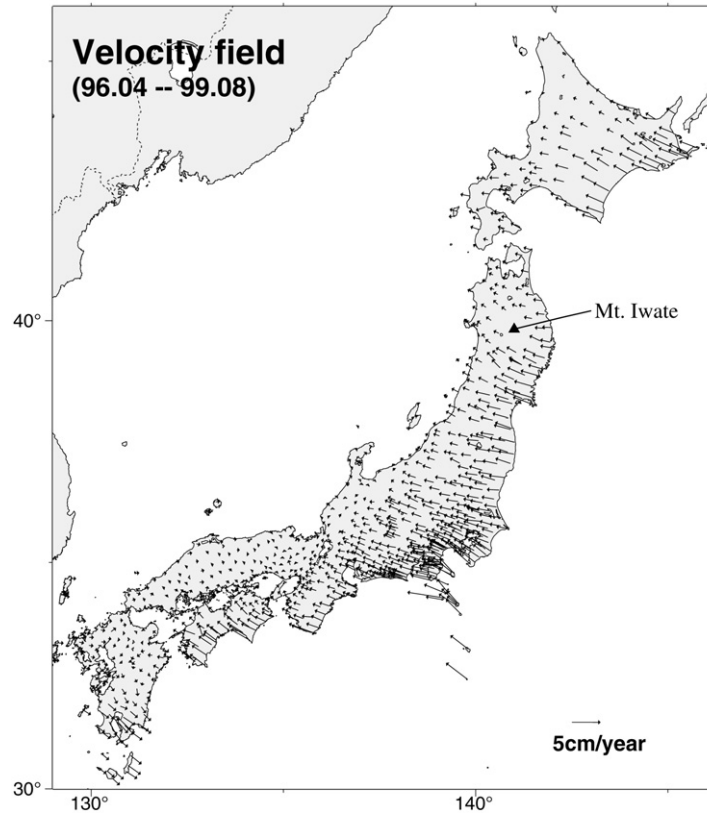 Velocity field
(96.04 -- 99.08)
40°
Mt. Iwate
5cm/year
30°
130°
140°